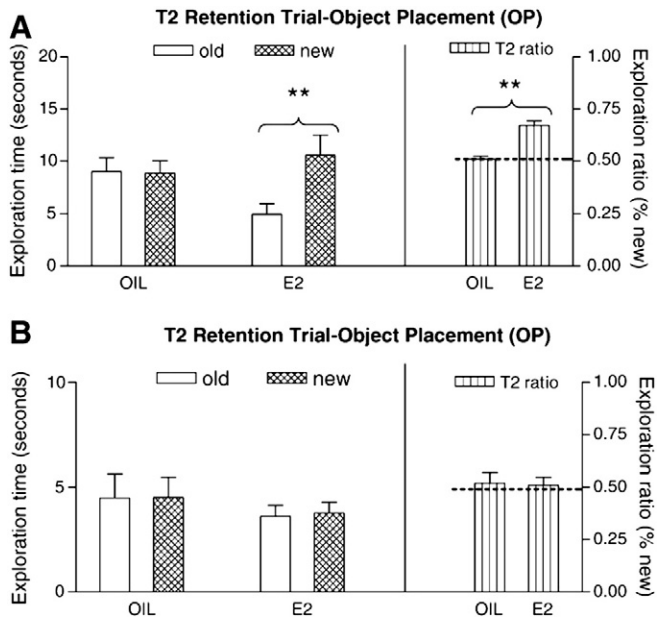 A
T2 Retention Trial-Object Placement (OP)
old new T2 ratio
Exploration time (seconds)
20
15
10
5
0
**
**
1.00
0.75
0.50
0.25
0.00
Exploration ratio (% new)
OIL E2 OIL E2
B
T2 Retention Trial-Object Placement (OP)
old new T2 ratio
Exploration time (seconds)
10
5
0
1.00
0.75
0.50
0.25
0.00
Exploration ratio (% new)
OIL E2 OIL E2